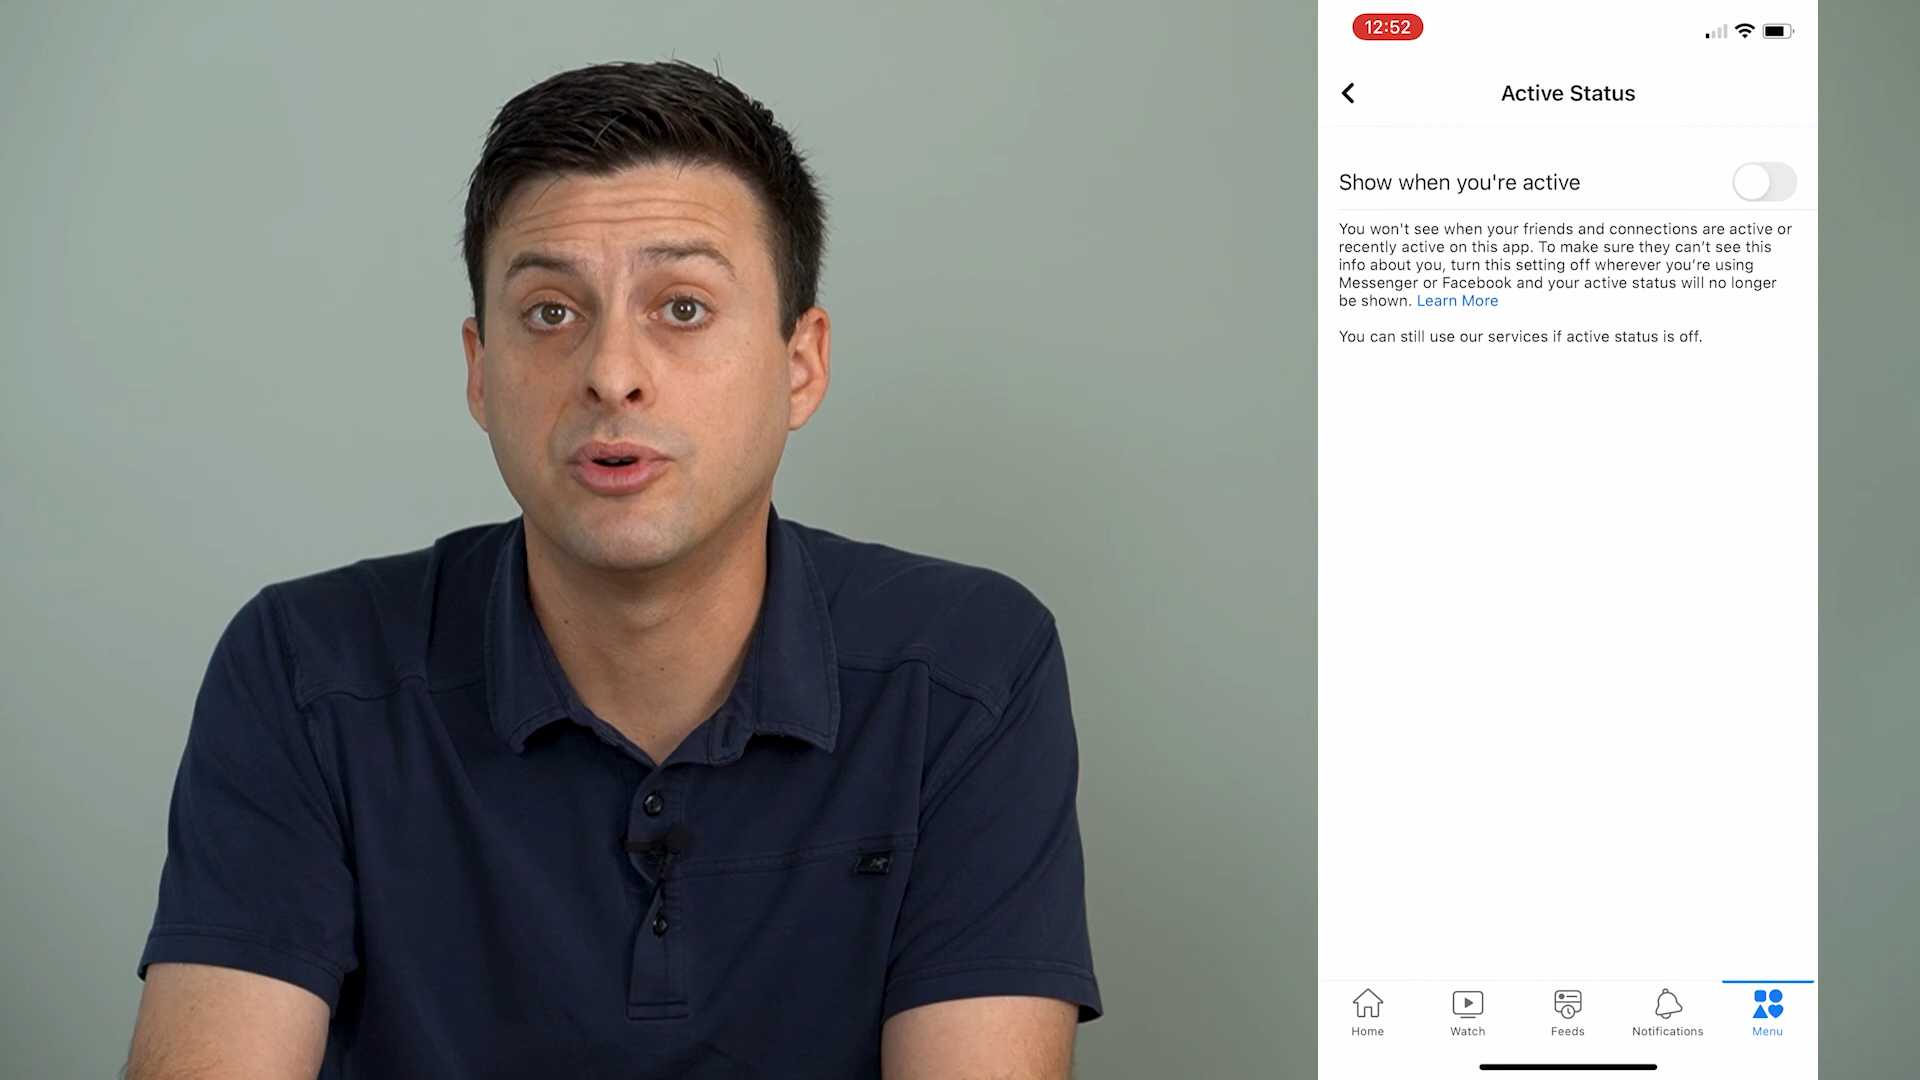 12:52
Active Status
Show when you're active
You won't see when your friends and connections are active or
recently active on this app. To make sure they can't see this
info about you, turn this setting off wherever you're using
Messenger or Facebook and your active status will no longer
be shown. Learn More
You can still use our services if active status is off.
Home
Watch
Feeds
Notifications
Menu